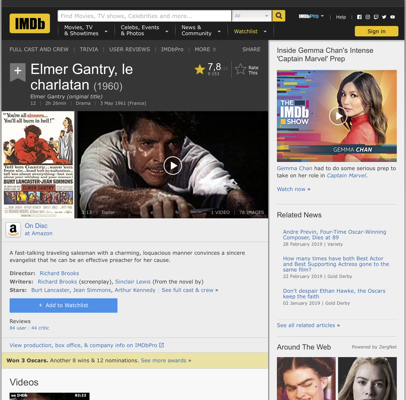 IMDb
Find Movies, TV shows, Celebrities and more...
All
IMDbPro
Help
Movies, TV
& Showtimes
Celebs, Events
& Photos
News &
Community
Watchlist
Sign in
FULL CAST AND CREW
TRIVIA
USER REVIEWS
IMDbPro
MORE
SHARE
Elmer Gantry, le
charlatan (1960)
Elmer Gantry (original title)
12 | 2h 26min | Drama | 3 May 1961 (France)
7,8
Rate
This
You're all sinners...
You'll all burn in hell!
BURT LANCASTER · JEAN SIMMONS
ELMER GANTRY
Trailer
1 VIDEO
78 IMAGES
On Disc
at Amazon
A fast-talking traveling salesman with a charming, loquacious manner convinces a sincere
evangelist that he can be an effective preacher for her cause.
Director: Richard Brooks
Writers: Richard Brooks (screenplay), Sinclair Lewis (from the novel by)
Stars: Burt Lancaster, Jean Simmons, Arthur Kennedy | See full cast & crew »
+ Add to Watchlist
Reviews
84 user | 44 critic
View production, box office, & company info on IMDbPro
Won 3 Oscars. Another 8 wins & 12 nominations. See more awards »
Videos
Inside Gemma Chan's Intense
'Captain Marvel' Prep
THE
IMDb
SHOW
GEMMA CHAN
Gemma Chan had to do some serious prep to
take on her role in Captain Marvel.
Watch now »
Related News
Andre Previn, Four-Time Oscar-Winning
Composer, Dies at 89
28 February 2019 | Variety
How many times have both Best Actor
and Best Supporting Actress gone to the
same film?
22 February 2019 | Gold Derby
Don't despair Ethan Hawke, the Oscars
keep the faith
02 January 2019 | Gold Derby
See all related articles »
Around The Web
Powered by ZergNet